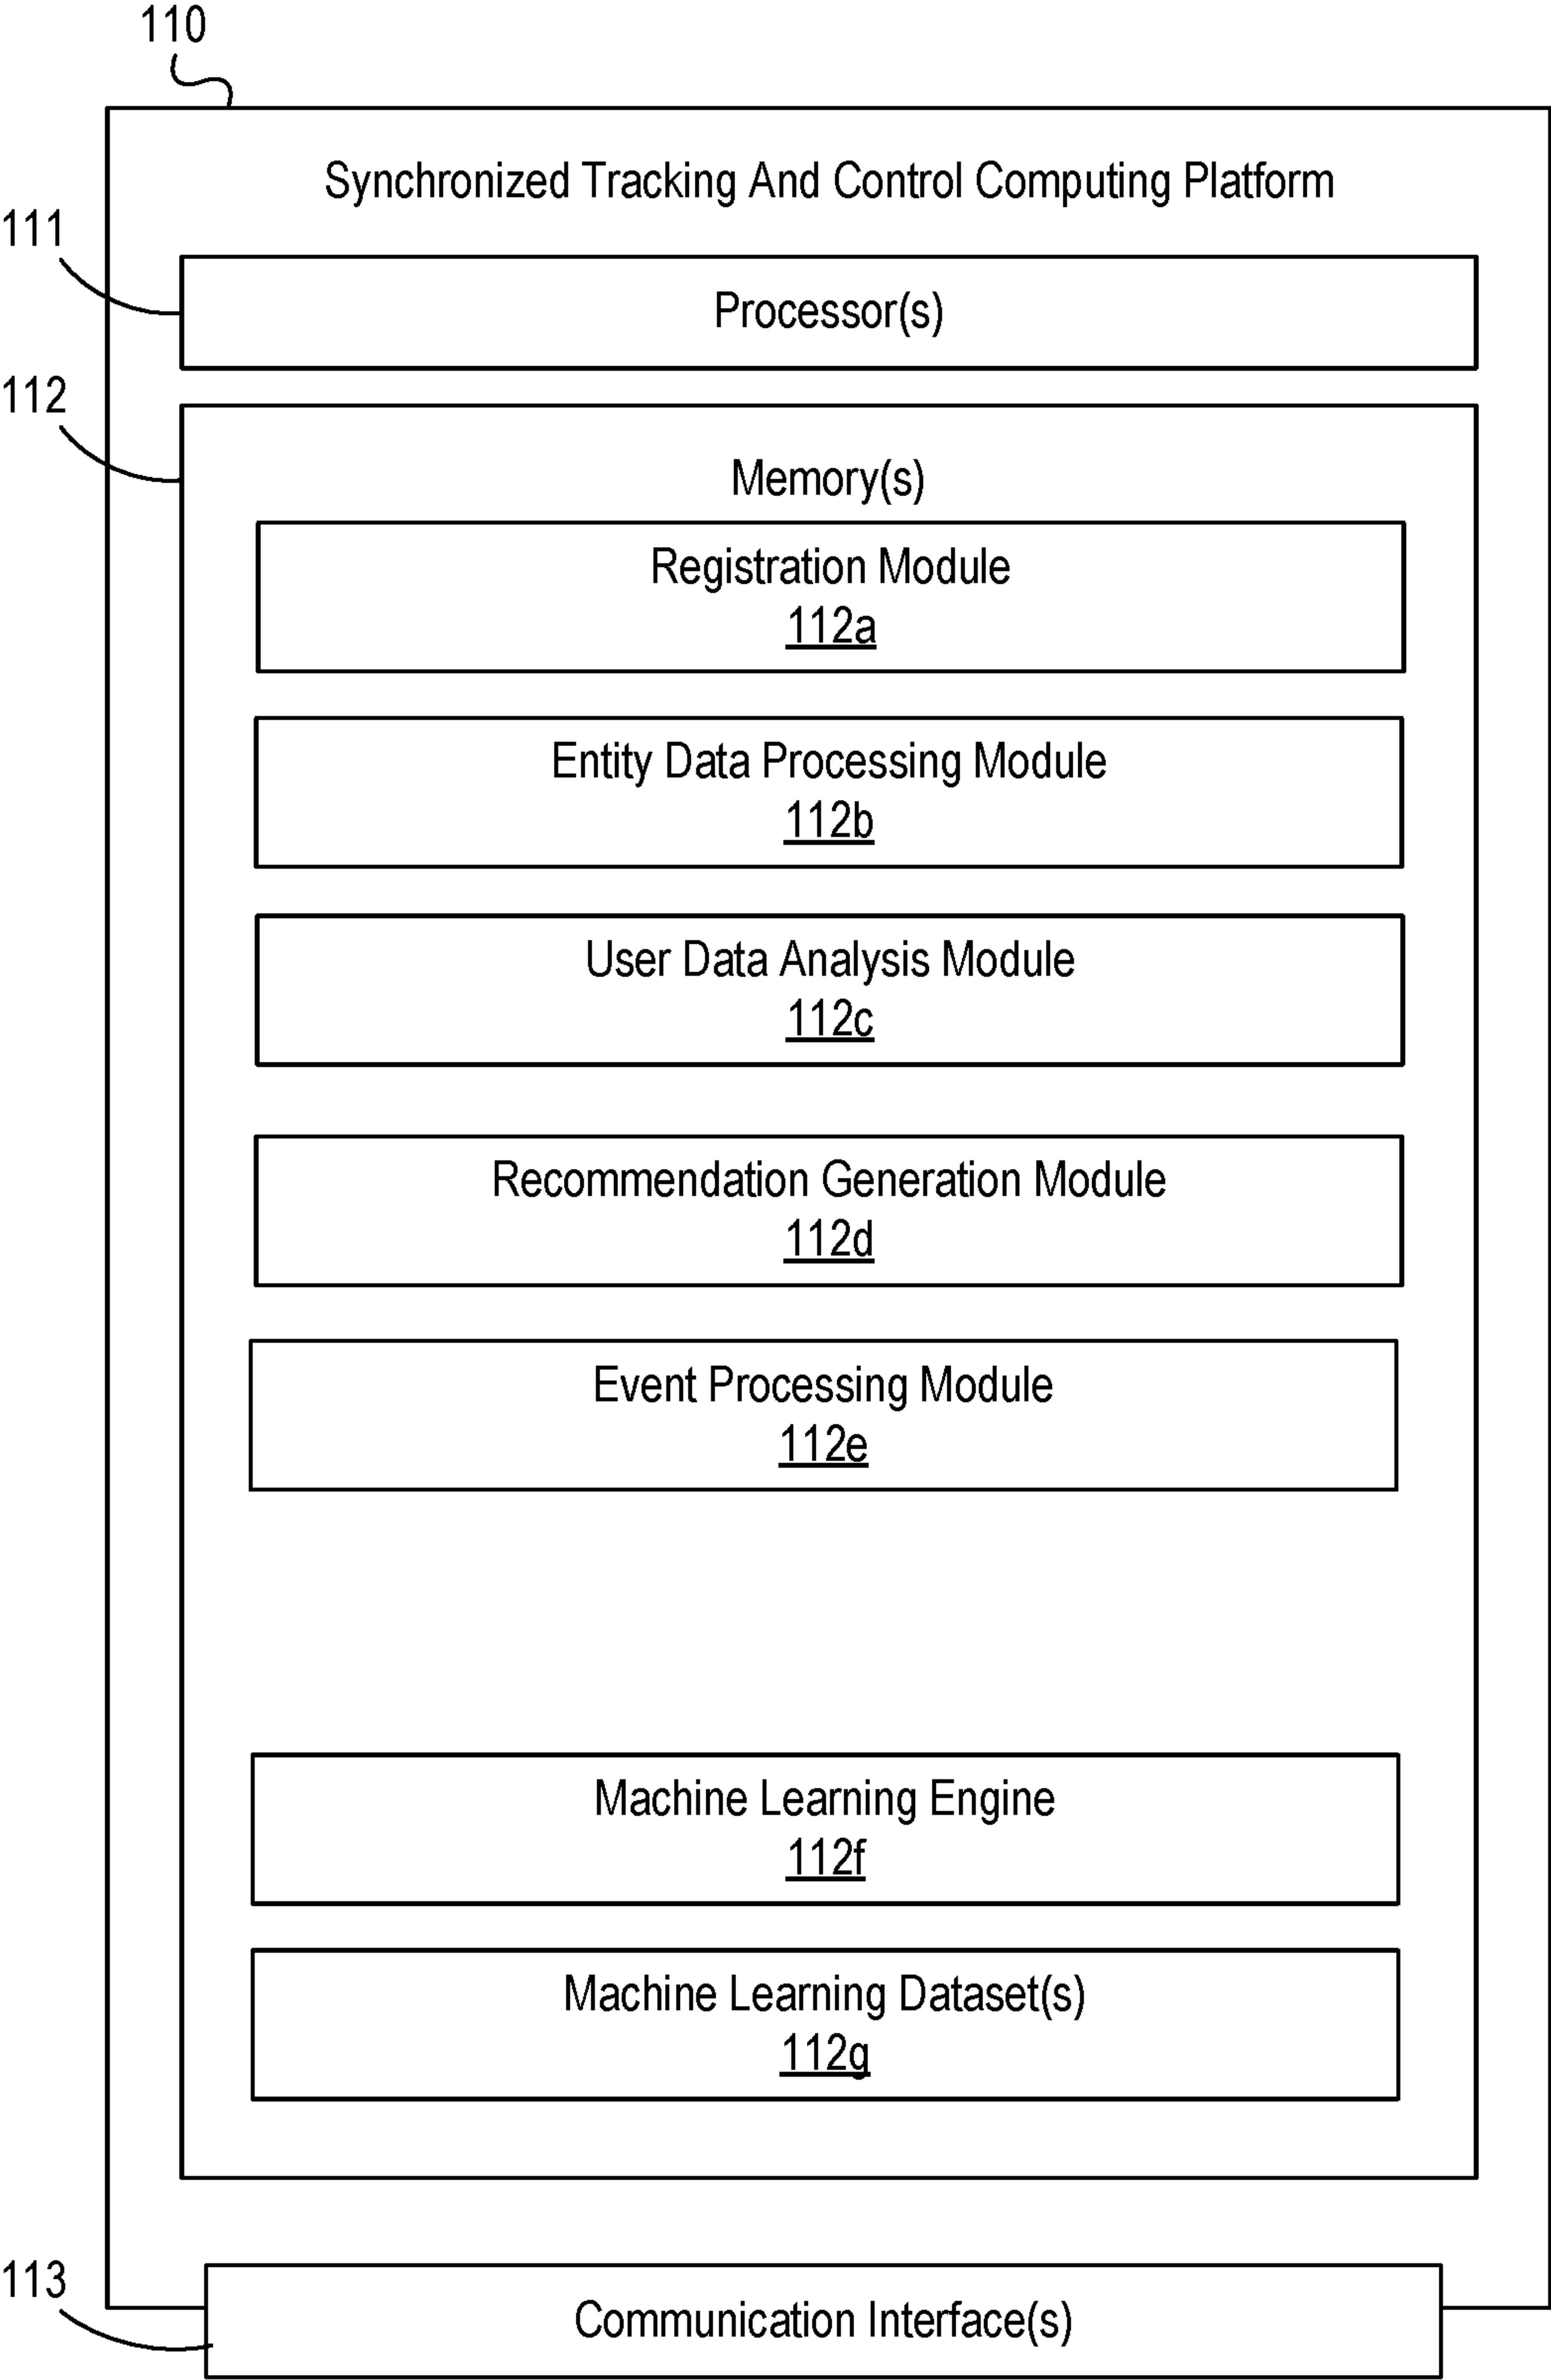 110
Synchronized Tracking And Control Computing Platform
111
Processor(s)
112
Memory(s)
Registration Module
112a
Entity Data Processing Module
112b
User Data Analysis Module
112c
Recommendation Generation Module
112d
Event Processing Module
112e
Machine Learning Engine
112f
Machine Learning Dataset(s)
112g
113
Communication Interface(s)